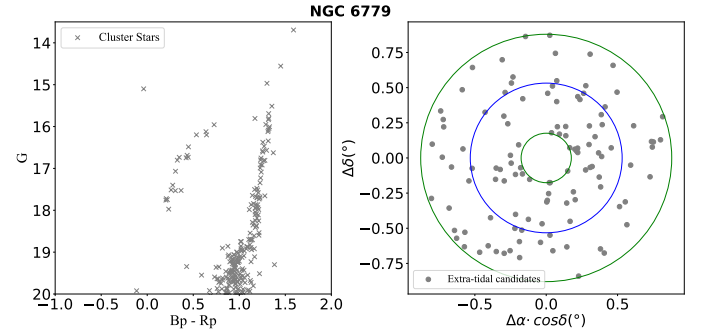 NGC 6779
14
15
16
17
18
19
20
G
Cluster Stars
−1.0 −0.5 0.0 0.5 1.0 1.5 2.0
Bp - Rp
0.75
0.50
0.25
0.00
−0.25
−0.50
−0.75
Δδ(°)
Extra-tidal candidates
−0.5 0.0 0.5
Δα· cosδ(°)